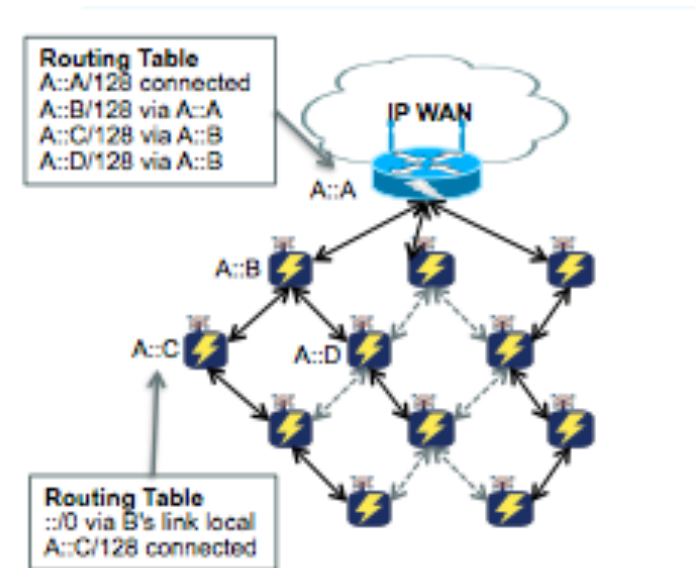 Routing Table
A::A/128 connected
A::B/128 via A::A
A::C/128 via A::B
A::D/128 via A::B
IP WAN
A::A
A::B
A::C
A::D
Routing Table
::/0 via B's link local
A::C/128 connected